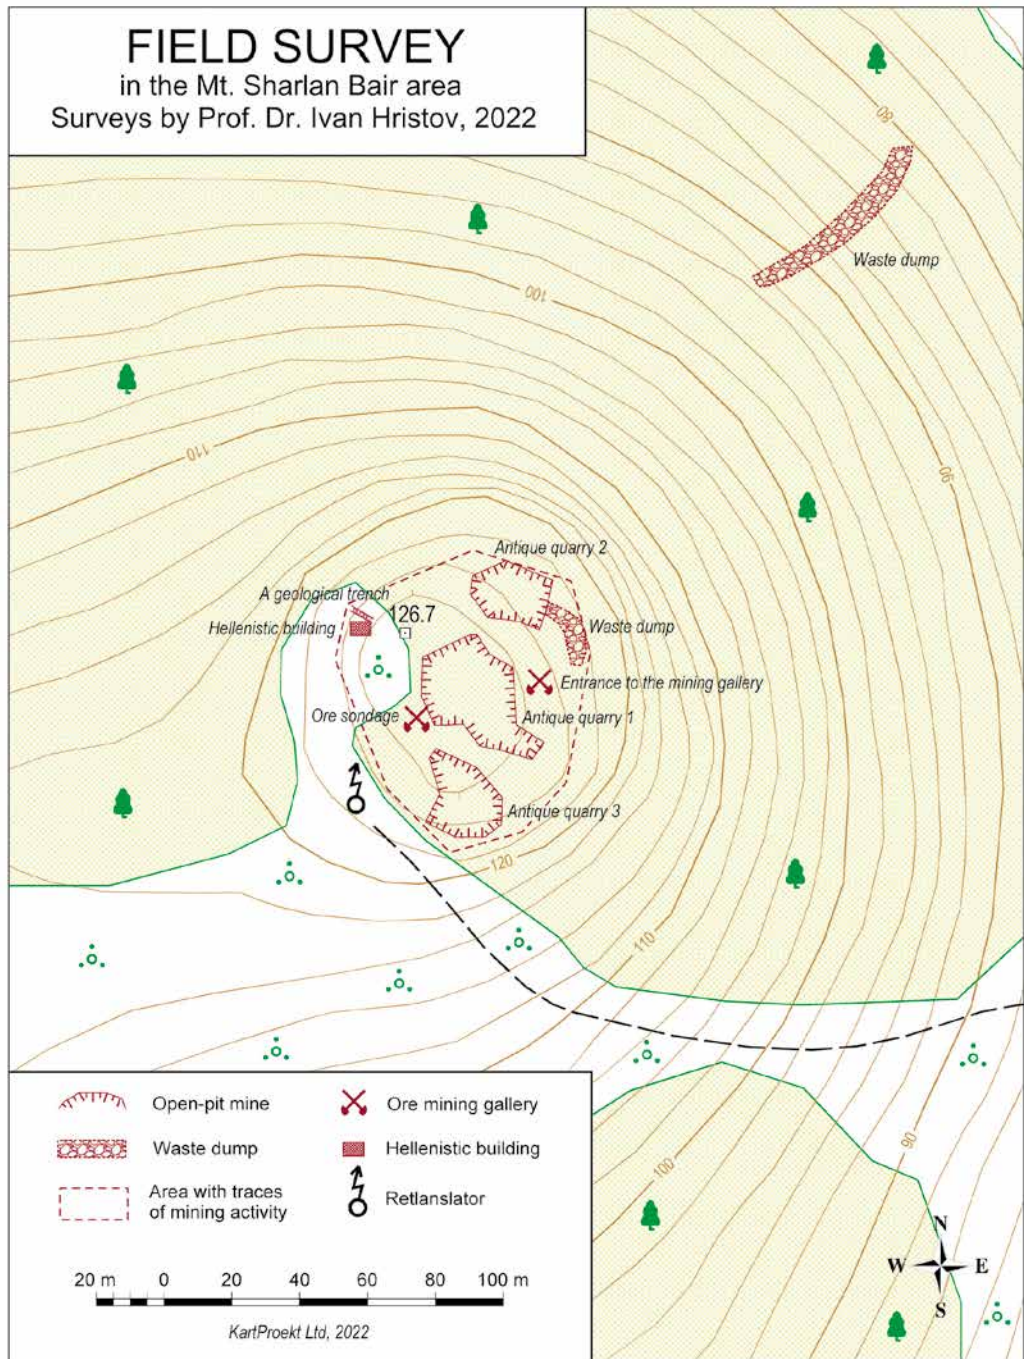 FIELD SURVEY
in the Mt. Sharlan Bair area
Surveys by Prof. Dr. Ivan Hristov, 2022
80
Waste dump
100
110
90
Antique quarry 2
A geological trench
126.7
Hellenistic building
Waste dump
Entrance to the mining gallery
Ore sondage
Antique quarry 1
Antique quarry 3
120
110
90
100
Open-pit mine
Ore mining gallery
Waste dump
Hellenistic building
Area with traces
of mining activity
Retlanslator
N
W E
S
20 m 0 20 40 60 80 100 m
KartProekt Ltd, 2022